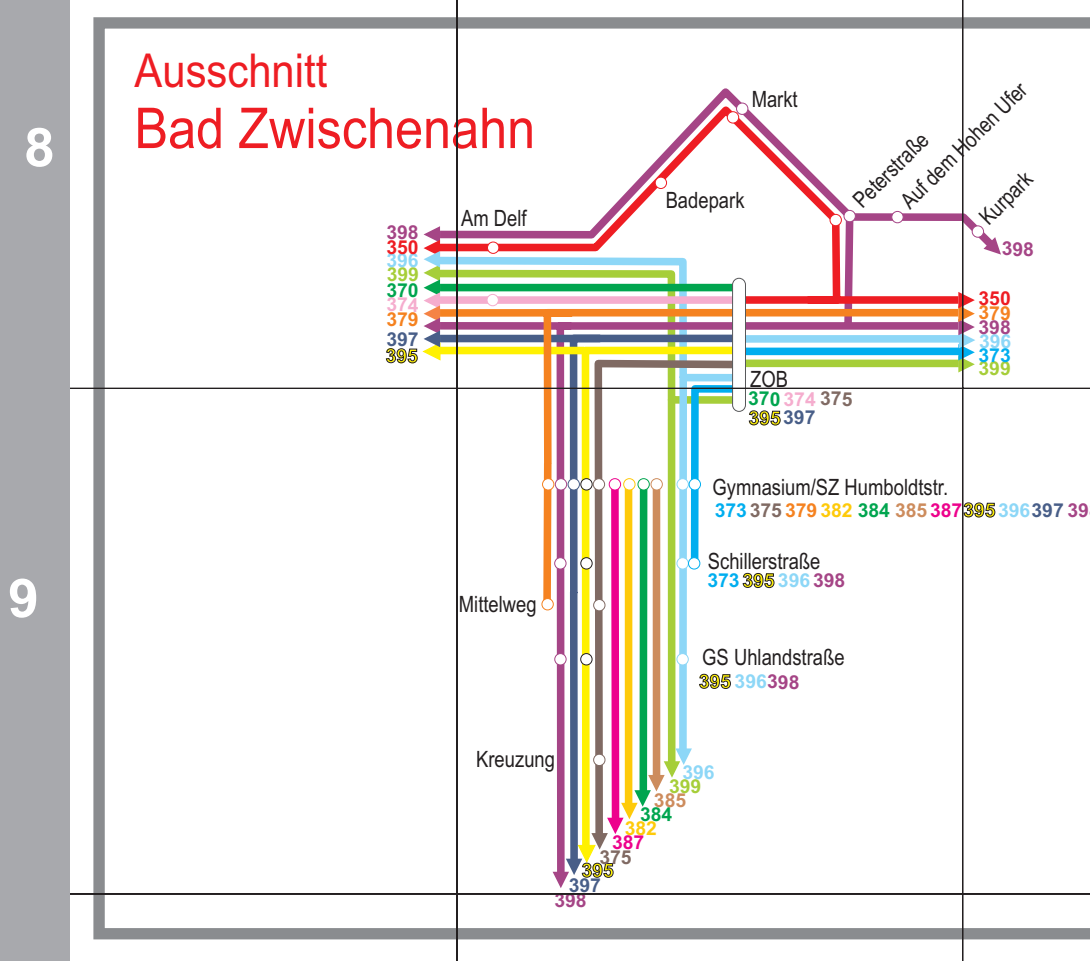 Ausschnitt
Bad Zwischenahn
8
Markt
Peterstraße
Auf dem Hohen Ufer
Kurpark
398
Badepark
Am Delf
398
350
396
399
370
374
379
397
395
350
379
398
396
373
399
ZOB
370 374 375
395 397
Gymnasium/SZ Humboldtstr.
373 375 379 382 384 385 387 395 396 397 39
Schillerstraße
373 395 396 398
9
Mittelweg
GS Uhlandstraße
395 396 398
Kreuzung
396
399
385
384
382
387
375
395
397
398